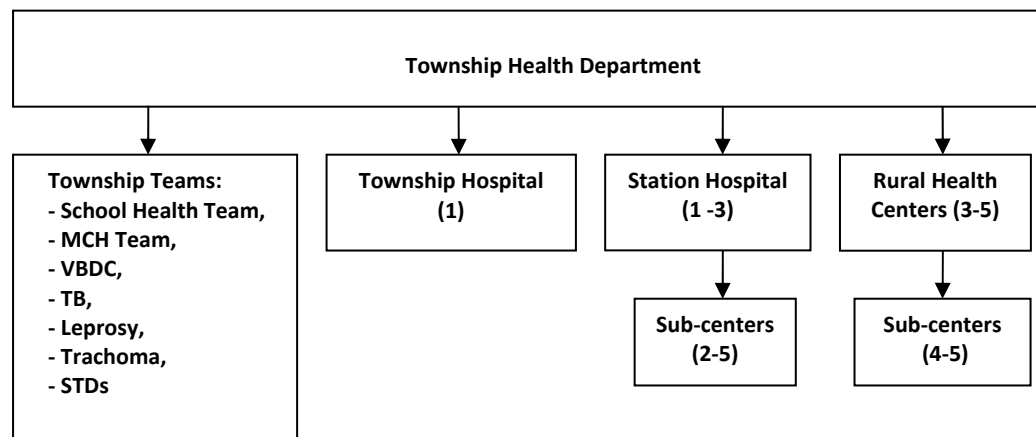 Township Health Department
Township Teams:
- School Health Team,
- MCH Team,
- VBDC,
- TB,
- Leprosy,
- Trachoma,
- STDs
Township Hospital
(1)
Station Hospital
(1 -3)
Rural Health
Centers (3-5)
Sub-centers
(2-5)
Sub-centers
(4-5)